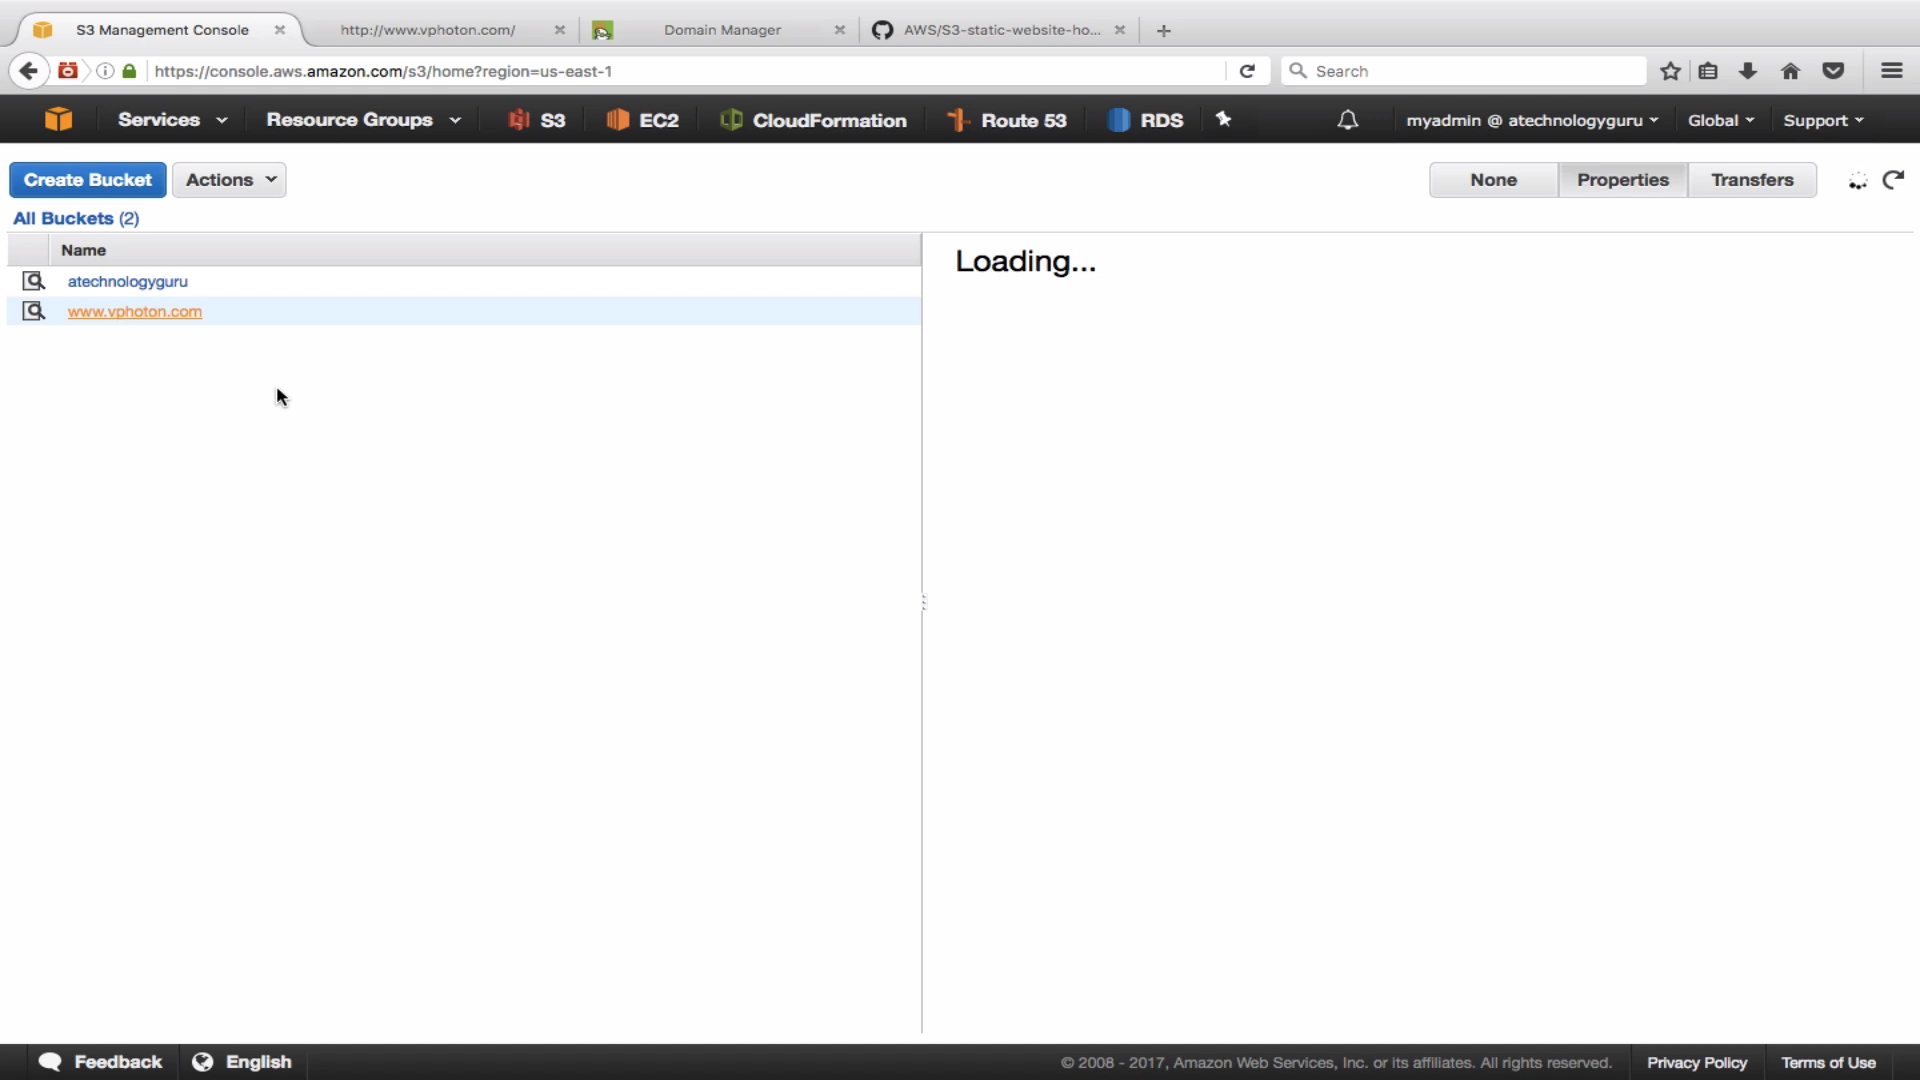 S3 Management Console
http://www.vphoton.com/
Domain Manager
AWS/S3-static-website-ho...
https://console.aws.amazon.com/s3/home?region=us-east-1
Search
Services
Resource Groups
S3
EC2
CloudFormation
Route 53
RDS
myadmin @ atechnologyguru
Global
Support
Create Bucket
Actions
None
Properties
Transfers
All Buckets (2)
Name
Loading...
atechnologyguru
www.vphoton.com
Feedback
English
© 2008 - 2017, Amazon Web Services, Inc. or its affiliates. All rights reserved.
Privacy Policy
Terms of Use